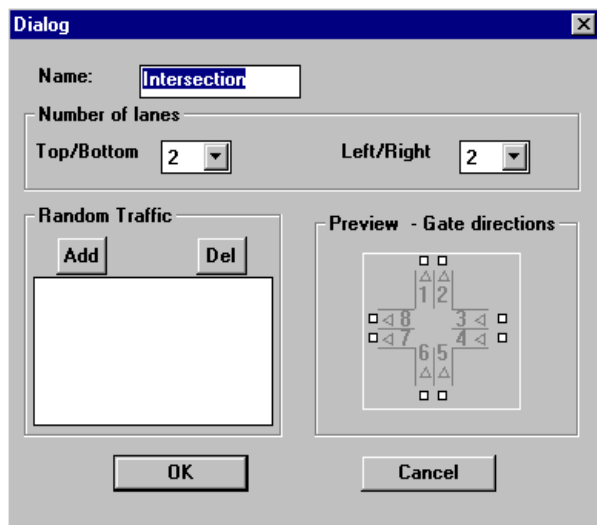 Dialog
Name: Intersection
Number of lanes
Top/Bottom 2 Left/Right 2
Random Traffic
Add Del
Preview - Gate directions
1 2
8 3
7 4
6 5
OK Cancel